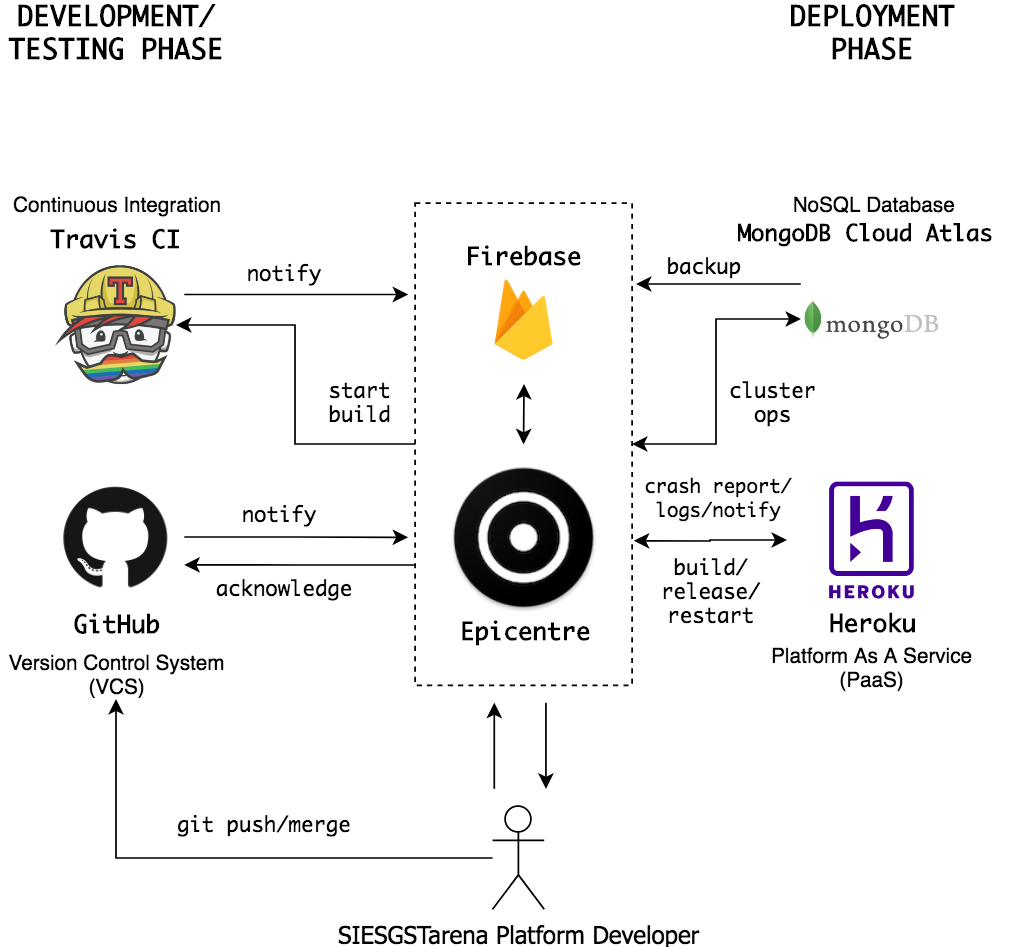 DEVELOPMENT/
TESTING PHASE
DEPLOYMENT
PHASE
Continuous Integration
Travis CI
T
notify
start
build
Firebase
NoSQL Database
MongoDB Cloud Atlas
backup
mongoDB
cluster
ops
notify
acknowledge
GitHub
Version Control System
(VCS)
Epicentre
crash report/
logs/notify
build/
release/
restart
HEROKU
Heroku
Platform As A Service
(PaaS)
git push/merge
SIESGSTarena Platform Developer